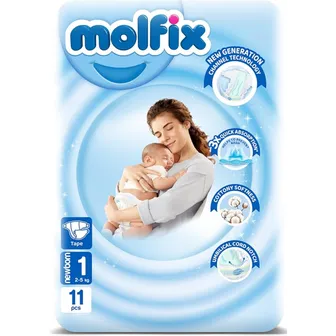 molfix
NEW GENERATION
CHANNEL TECHNOLOGY
3X QUICK ABSORPTION
COTTONY SOFTNESS
UMBILICAL CORD NOTCH
Tape
newborn
1
2-5 kg
11
pcs